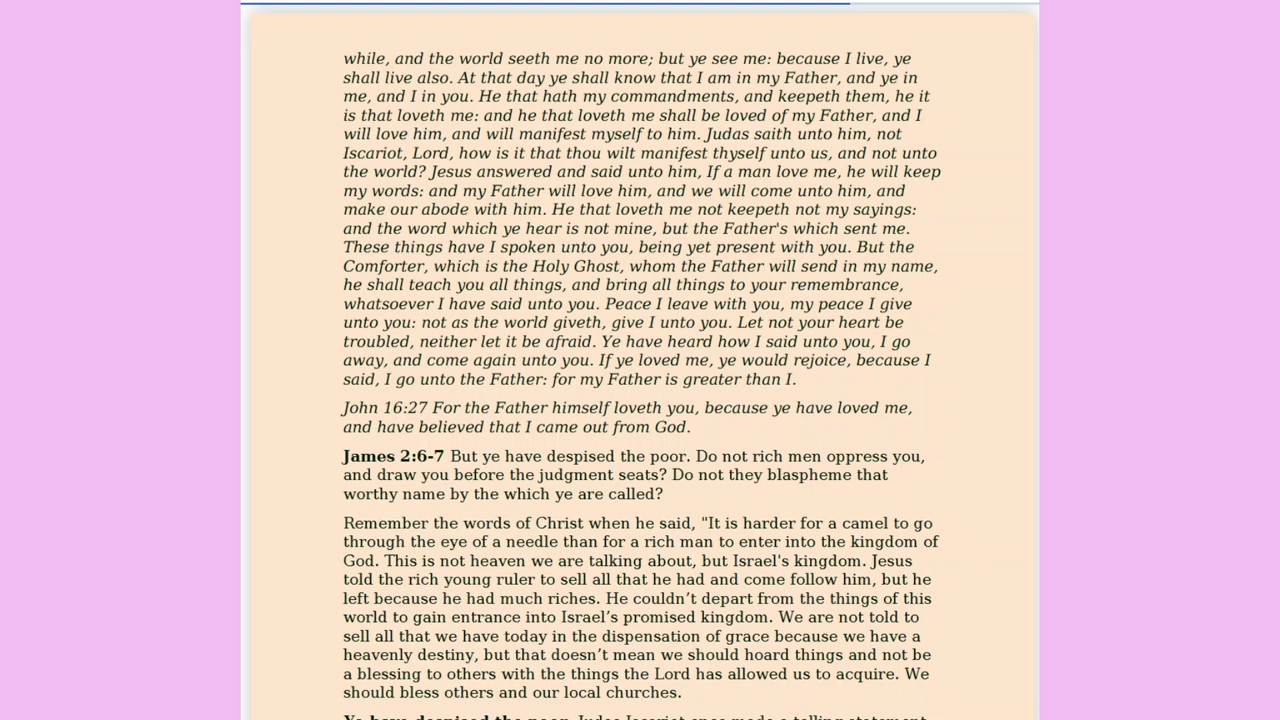 while, and the world seeth me no more; but ye see me: because I live, ye
shall live also. At that day ye shall know that I am in my Father, and ye in
me, and I in you. He that hath my commandments, and keepeth them, he it
is that loveth me: and he that loveth me shall be loved of my Father, and I
will love him, and will manifest myself to him. Judas saith unto him, not
Iscariot, Lord, how is it that thou wilt manifest thyself unto us, and not unto
the world? Jesus answered and said unto him, If a man love me, he will keep
my words: and my Father will love him, and we will come unto him, and
make our abode with him. He that loveth me not keepeth not my sayings:
and the word which ye hear is not mine, but the Father's which sent me.
These things have I spoken unto you, being yet present with you. But the
Comforter, which is the Holy Ghost, whom the Father will send in my name,
he shall teach you all things, and bring all things to your remembrance,
whatsoever I have said unto you. Peace I leave with you, my peace I give
unto you: not as the world giveth, give I unto you. Let not your heart be
troubled, neither let it be afraid. Ye have heard how I said unto you, I go
away, and come again unto you. If ye loved me, ye would rejoice, because I
said, I go unto the Father: for my Father is greater than I.
John 16:27 For the Father himself loveth you, because ye have loved me,
and have believed that I came out from God.
James 2:6-7 But ye have despised the poor. Do not rich men oppress you,
and draw you before the judgment seats? Do not they blaspheme that
worthy name by the which ye are called?
Remember the words of Christ when he said, "It is harder for a camel to go
through the eye of a needle than for a rich man to enter into the kingdom of
God. This is not heaven we are talking about, but Israel's kingdom. Jesus
told the rich young ruler to sell all that he had and come follow him, but he
left because he had much riches. He couldn’t depart from the things of this
world to gain entrance into Israel’s promised kingdom. We are not told to
sell all that we have today in the dispensation of grace because we have a
heavenly destiny, but that doesn’t mean we should hoard things and not be
a blessing to others with the things the Lord has allowed us to acquire. We
should bless others and our local churches.
Ye have despised the poor. Judas Iscariot once made a telling statement